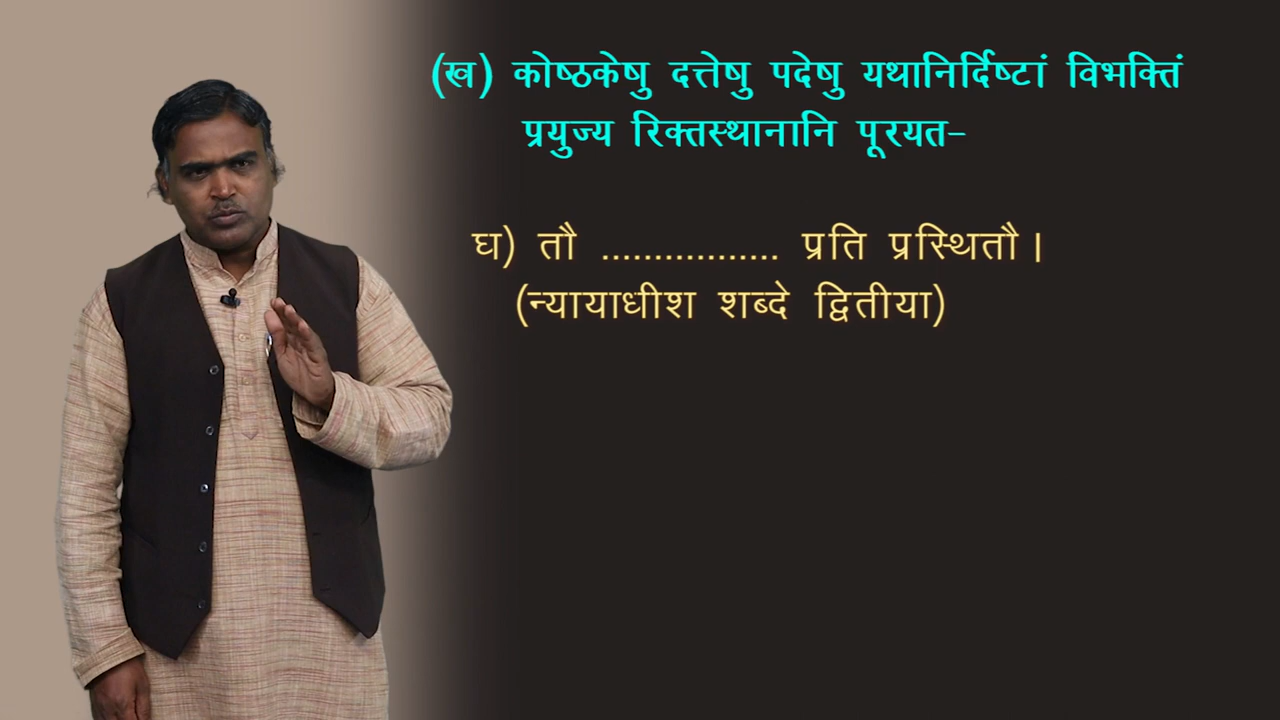 (ख) कोष्ठकेषु दत्तेषु पदेषु यथानिर्दिष्टां विभक्तिं
प्रयुज्य रिक्तस्थानानि पूरयत-
घ) तौ ................. प्रति प्रस्थितौ।
(न्यायाधीश शब्दे द्वितीया)